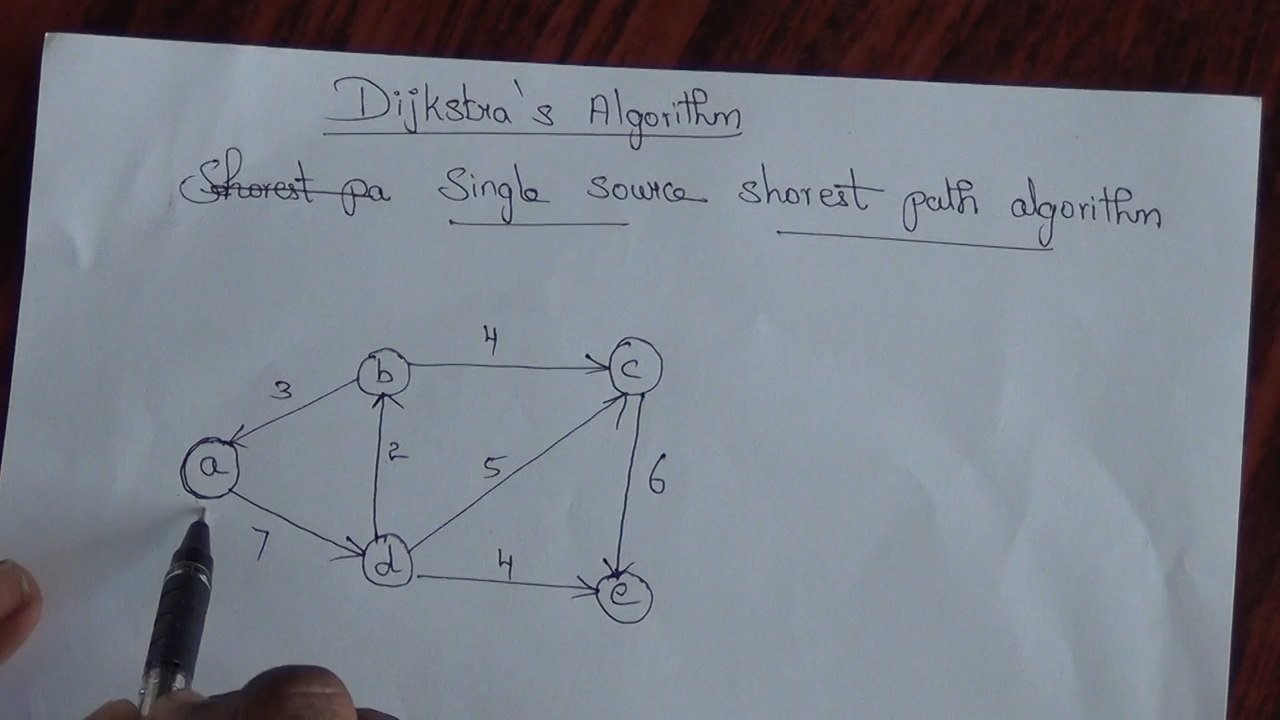 Dijkstra's Algorithm
Shorest pa Single source shorest path algorithm
4
b c
3
2 5 6
a
7 4
d e